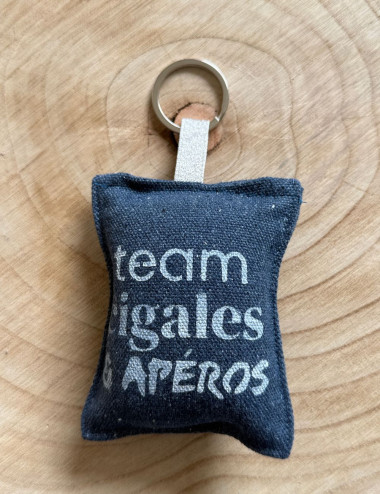 team
cigales
& APÉROS